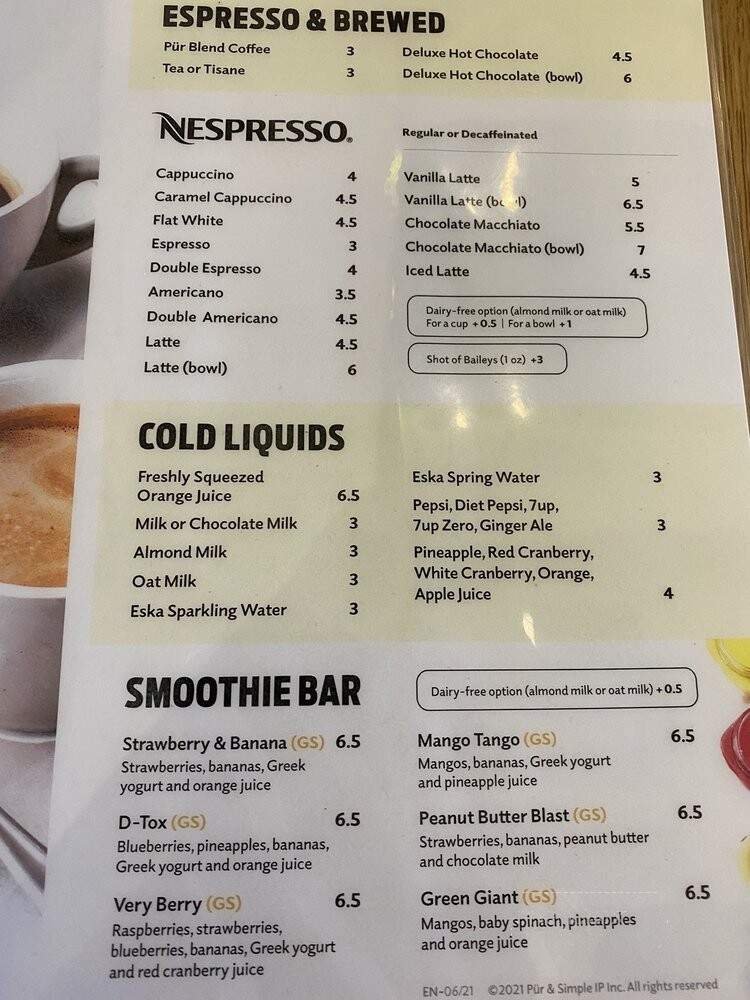 ESPRESSO & BREWED
Pür Blend Coffee 3
Tea or Tisane 3
Deluxe Hot Chocolate 4.5
Deluxe Hot Chocolate (bowl) 6
NESPRESSO.
Regular or Decaffeinated
Cappuccino 4
Caramel Cappuccino 4.5
Flat White 4.5
Espresso 3
Double Espresso 4
Americano 3.5
Double Americano 4.5
Latte 4.5
Latte (bowl) 6
Vanilla Latte 5
Vanilla Latte (bowl) 6.5
Chocolate Macchiato 5.5
Chocolate Macchiato (bowl) 7
Iced Latte 4.5
Dairy-free option (almond milk or oat milk)
For a cup +0.5 | For a bowl +1
Shot of Baileys (1 oz) +3
COLD LIQUIDS
Freshly Squeezed
Orange Juice 6.5
Milk or Chocolate Milk 3
Almond Milk 3
Oat Milk 3
Eska Sparkling Water 3
Eska Spring Water 3
Pepsi, Diet Pepsi, 7up,
7up Zero, Ginger Ale 3
Pineapple, Red Cranberry,
White Cranberry, Orange,
Apple Juice 4
SMOOTHIE BAR
Dairy-free option (almond milk or oat milk) +0.5
Strawberry & Banana (GS) 6.5
Strawberries, bananas, Greek
yogurt and orange juice
D-Tox (GS) 6.5
Blueberries, pineapples, bananas,
Greek yogurt and orange juice
Very Berry (GS) 6.5
Raspberries, strawberries,
blueberries, bananas, Greek yogurt
and red cranberry juice
Mango Tango (GS) 6.5
Mangos, bananas, Greek yogurt
and pineapple juice
Peanut Butter Blast (GS) 6.5
Strawberries, bananas, peanut butter
and chocolate milk
Green Giant (GS) 6.5
Mangos, baby spinach, pineapples
and orange juice
EN-06/21 ©2021 Pür & Simple IP Inc. All rights reserved